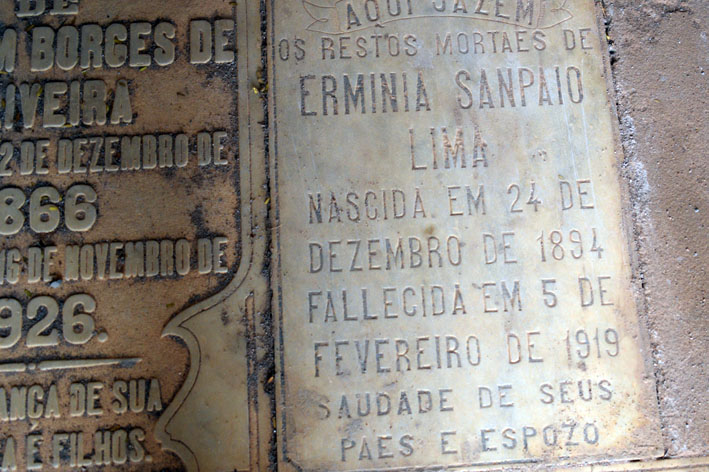 DE
BORGES DE
2 DE DEZEMBRO DE
866
16 DE NOVEMBRO DE
926.
DE SUA
É FILHOS.
AQUI JAZEM
OS RESTOS MORTAES DE
ERMINIA SANPAIO
LIMA
NASCIDA EM 24 DE
DEZEMBRO DE 1894
FALLECIDA EM 5 DE
FEVEREIRO DE 1919
SAUDADE DE SEUS
PAES E ESPOZO